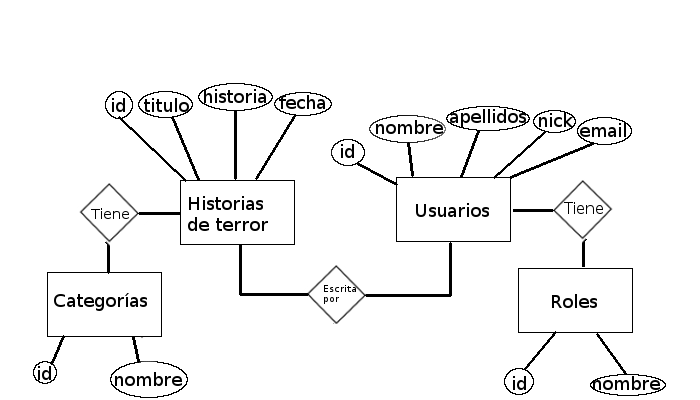 id
titulo
historia
fecha
id
nombre
apellidos
nick
email
Tiene
Historias
de terror
Usuarios
Tiene
Categorías
Escrita
por
Roles
id
nombre
id
nombre